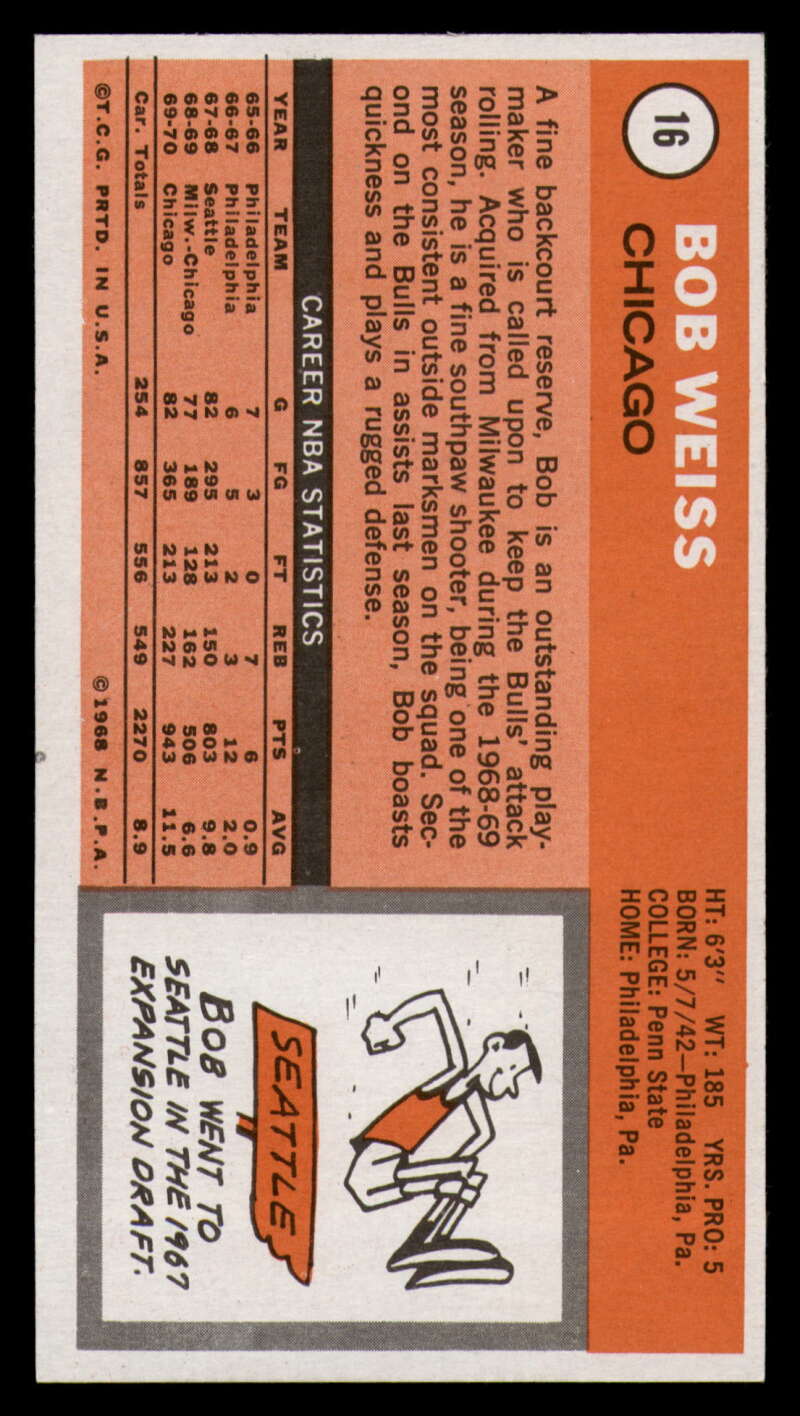 16
BOB WEISS
CHICAGO
HT: 6'3" WT: 185 YRS. PRO: 5
BORN: 5/7/42—Philadelphia, Pa.
COLLEGE: Penn State
HOME: Philadelphia, Pa.
A fine backcourt reserve, Bob is an outstanding play-
maker who is called upon to keep the Bulls' attack
rolling. Acquired from Milwaukee during the 1968-69
season, he is a fine southpaw shooter, being one of the
most consistent outside marksmen on the squad. Sec-
ond on the Bulls in assists last season, Bob boasts
quickness and plays a rugged defense.
CAREER NBA STATISTICS
YEAR TEAM G FG FT REB PTS AVG
65-66 Philadelphia 7 3 0 7 6 0.9
66-67 Philadelphia 6 5 2 3 12 2.0
67-68 Seattle 82 295 213 150 803 9.8
68-69 Milw.-Chicago 77 189 128 162 506 6.6
69-70 Chicago 82 365 213 227 943 11.5
Car. Totals 254 857 556 549 2270 8.9
©T.C.G. PRTD. IN U.S.A. ©1968 N.B.P.A.
SEATTLE
BOB WENT TO
SEATTLE IN THE 1967
EXPANSION DRAFT.